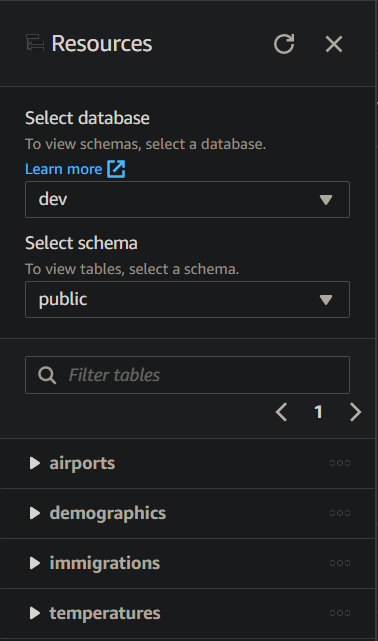 Resources
Select database
To view schemas, select a database.
Learn more
dev
Select schema
To view tables, select a schema.
public
Filter tables
1
airports
demographics
immigrations
temperatures